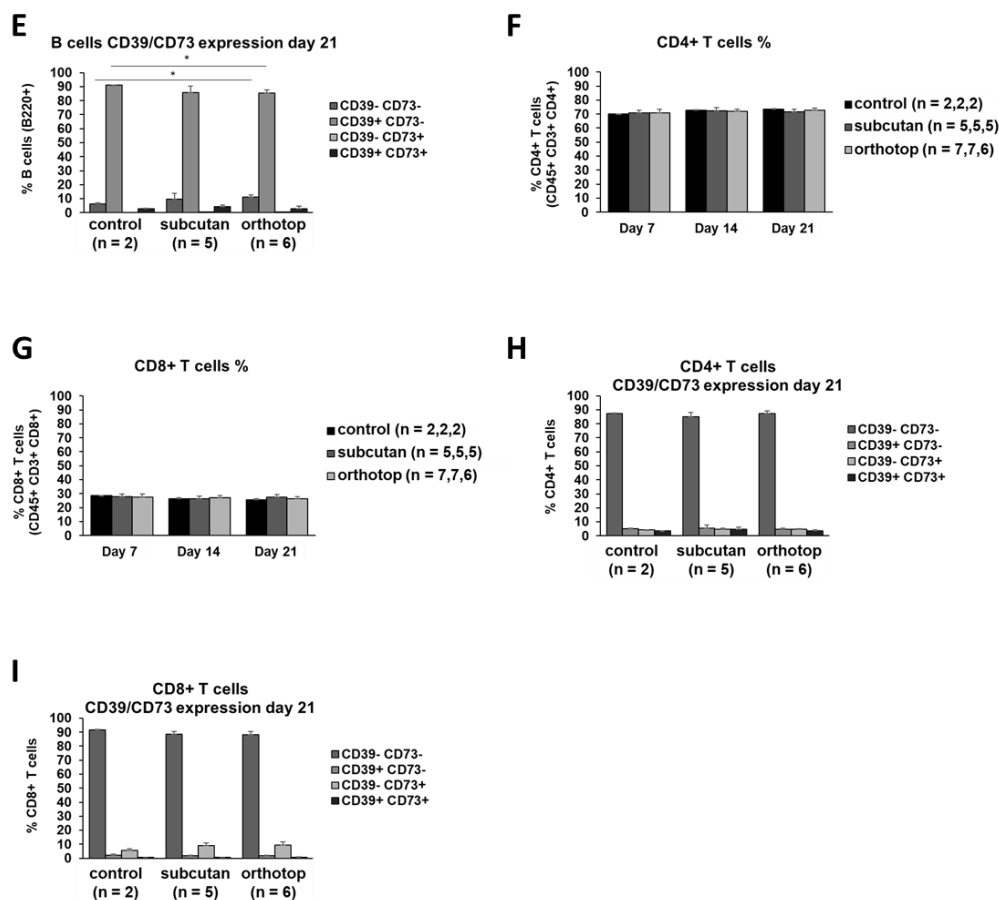 E
B cells CD39/CD73 expression day 21
*
*
% B cells (B220+)
100
90
80
70
60
50
40
30
20
10
0
control
(n = 2)
subcutan
(n = 5)
orthotop
(n = 6)
CD39- CD73-
CD39+ CD73-
CD39- CD73+
CD39+ CD73+
F
CD4+ T cells %
% CD4+ T cells
(CD45+ CD3+ CD4+)
100
90
80
70
60
50
40
30
20
10
0
Day 7
Day 14
Day 21
control (n = 2,2,2)
subcutan (n = 5,5,5)
orthotop (n = 7,7,6)
G
CD8+ T cells %
% CD8+ T cells
(CD45+ CD3+ CD8+)
100
90
80
70
60
50
40
30
20
10
0
Day 7
Day 14
Day 21
control (n = 2,2,2)
subcutan (n = 5,5,5)
orthotop (n = 7,7,6)
H
CD4+ T cells
CD39/CD73 expression day 21
% CD4+ T cells
100
90
80
70
60
50
40
30
20
10
0
control
(n = 2)
subcutan
(n = 5)
orthotop
(n = 6)
CD39- CD73-
CD39+ CD73-
CD39- CD73+
CD39+ CD73+
I
CD8+ T cells
CD39/CD73 expression day 21
% CD8+ T cells
100
90
80
70
60
50
40
30
20
10
0
control
(n = 2)
subcutan
(n = 5)
orthotop
(n = 6)
CD39- CD73-
CD39+ CD73-
CD39- CD73+
CD39+ CD73+